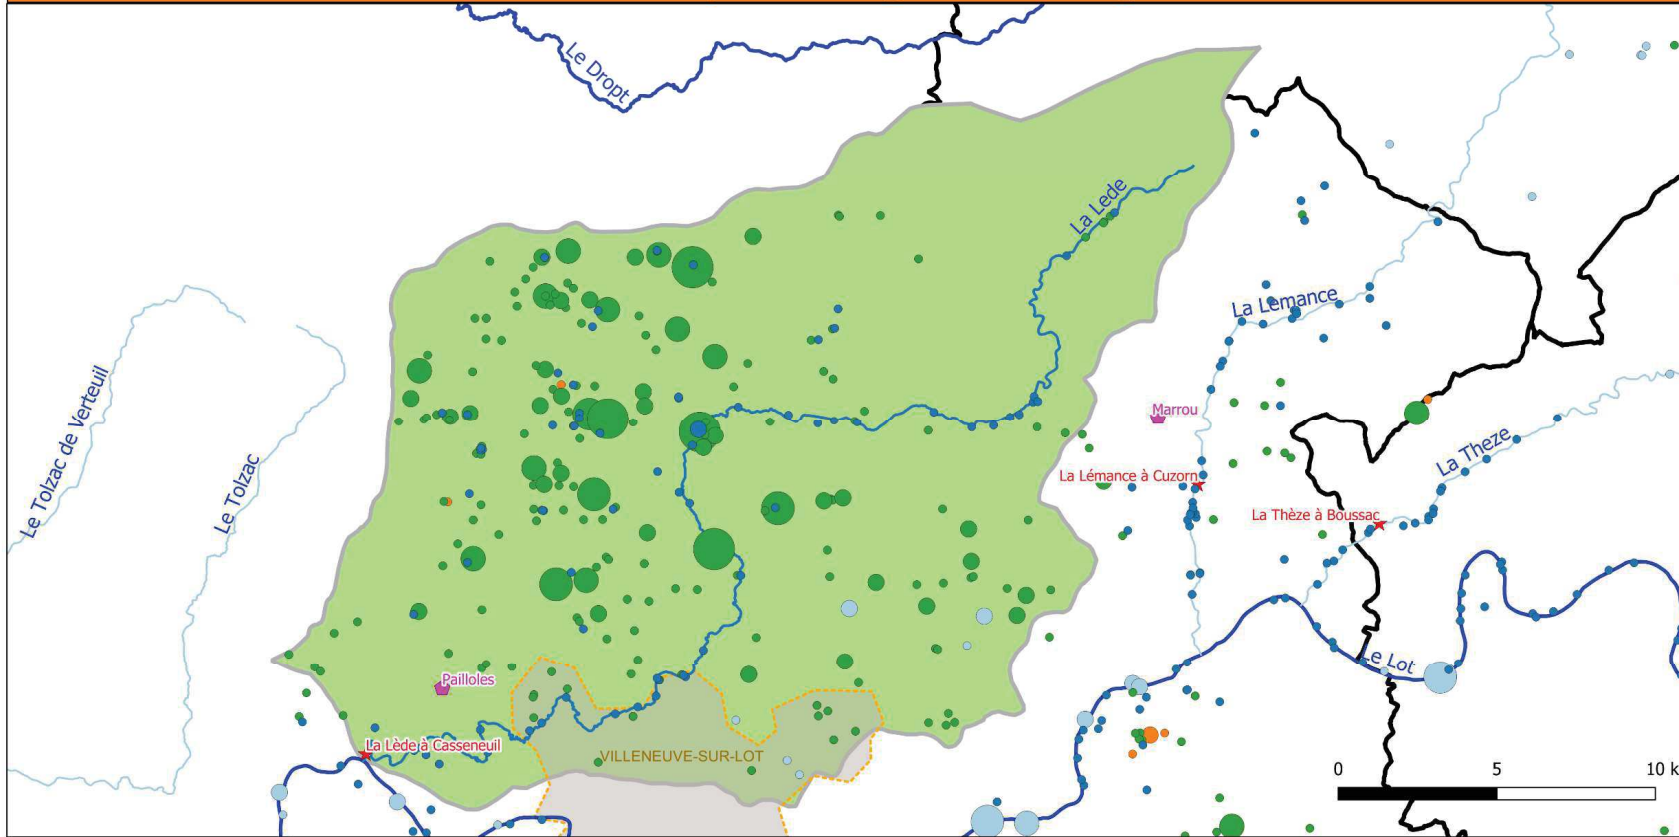 Le Dropt
La Lede
La Lemance
Le Tolzac de Verteuil
Le Tolzac
Marrou
La Theze
La Lémance à Cuzorn
La Thèze à Boussac
Le Lot
Pailloles
La Lède à Casseneuil
VILLENEUVE-SUR-LOT
0 5 10 k